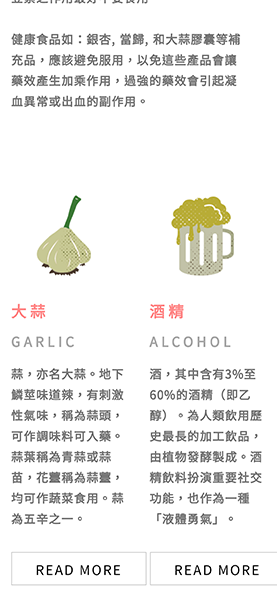 健康食品如：銀杏, 當歸, 和大蒜膠囊等補
充品，應該避免服用，以免這些產品會讓
藥效產生加乘作用，過強的藥效會引起凝
血異常或出血的副作用。
大蒜
GARLIC
蒜，亦名大蒜。地下
鱗莖味道辣，有刺激
性氣味，稱為蒜頭，
可作調味料可入藥。
蒜葉稱為青蒜或蒜
苗，花薹稱為蒜薹，
均可作蔬菜食用。蒜
為五辛之一。
READ MORE
酒精
ALCOHOL
酒，其中含有3%至
60%的酒精（即乙
醇）。為人類飲用歷
史最長的加工飲品，
由植物發酵製成。酒
精飲料扮演重要社交
功能，也作為一種
「液體勇氣」。
READ MORE